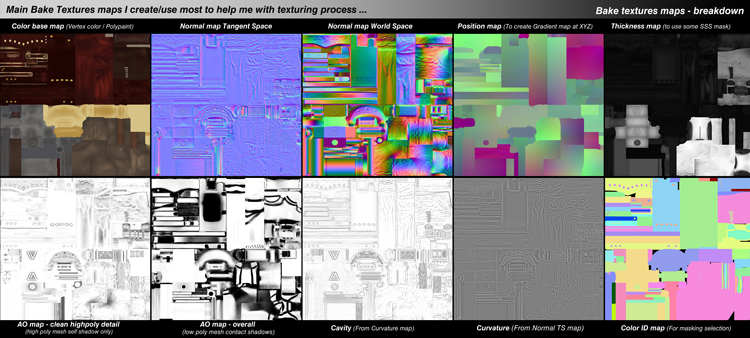 Main Bake Textures maps I create/use most to help me with texturing process ...
Bake textures maps - breakdown
Color base map (Vertex color / Polypaint)
Normal map Tangent Space
Normal map World Space
Position map (To create Gradient map at XYZ)
Thickness map (to use some SSS mask)
AO map - clean highpoly detail
(high poly mesh self shadow only)
AO map - overall
(low poly mesh contact shadows)
Cavity (From Curvature map)
Curvature (From Normal TS map)
Color ID map (For masking selection)